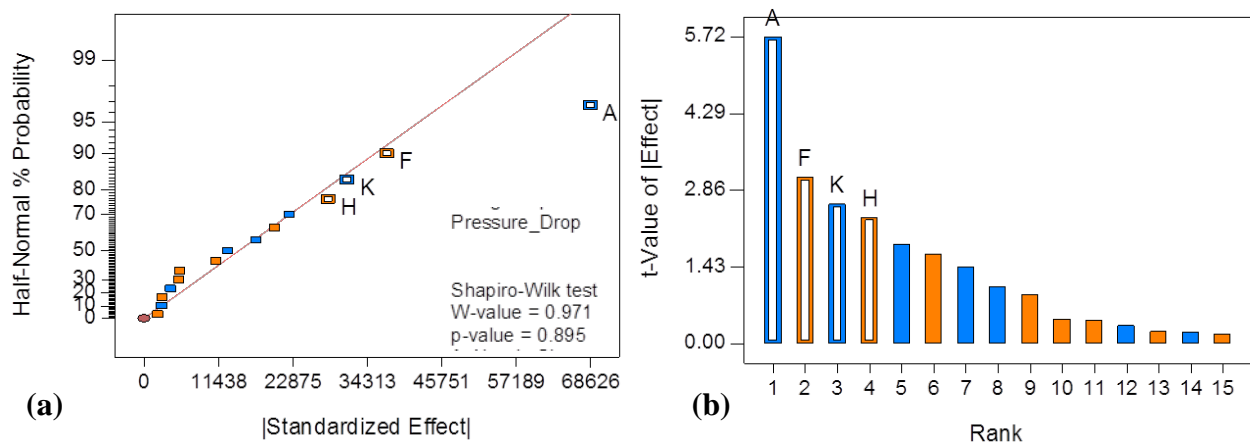 Half-Normal % Probability
99
95
90
80
70
50
30
20
10
0
A
F
K
H
Pressure_Drop
Shapiro-Wilk test
W-value = 0.971
p-value = 0.895
0 11438 22875 34313 45751 57189 68626
|Standardized Effect|
(a)
t-Value of |Effect|
5.72
4.29
2.86
1.43
0.00
A
F
K
H
1 2 3 4 5 6 7 8 9 10 11 12 13 14 15
Rank
(b)